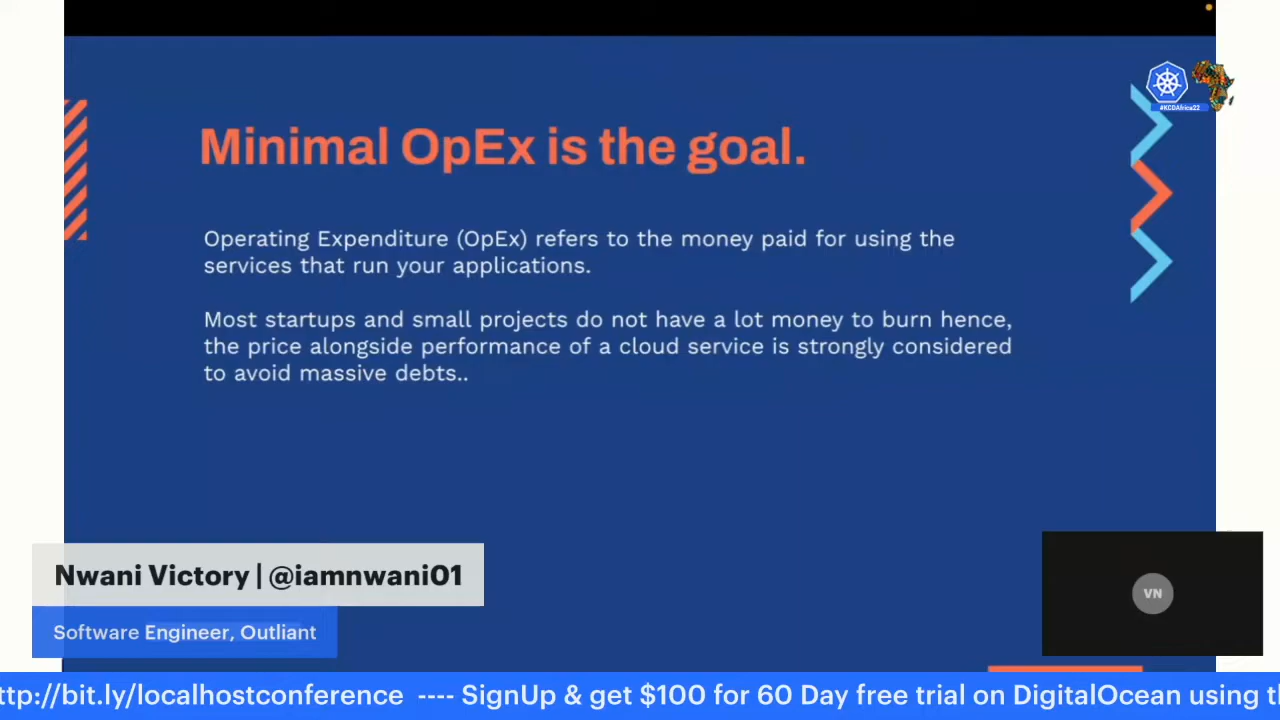 #KCDAfrica22
Minimal OpEx is the goal.
Operating Expenditure (OpEx) refers to the money paid for using the
services that run your applications.
Most startups and small projects do not have a lot money to burn hence,
the price alongside performance of a cloud service is strongly considered
to avoid massive debts..
Nwani Victory | @iamnwani01
Software Engineer, Outliant
VN
ttp://bit.ly/localhostconference ---- SignUp & get $100 for 60 Day free trial on DigitalOcean using th